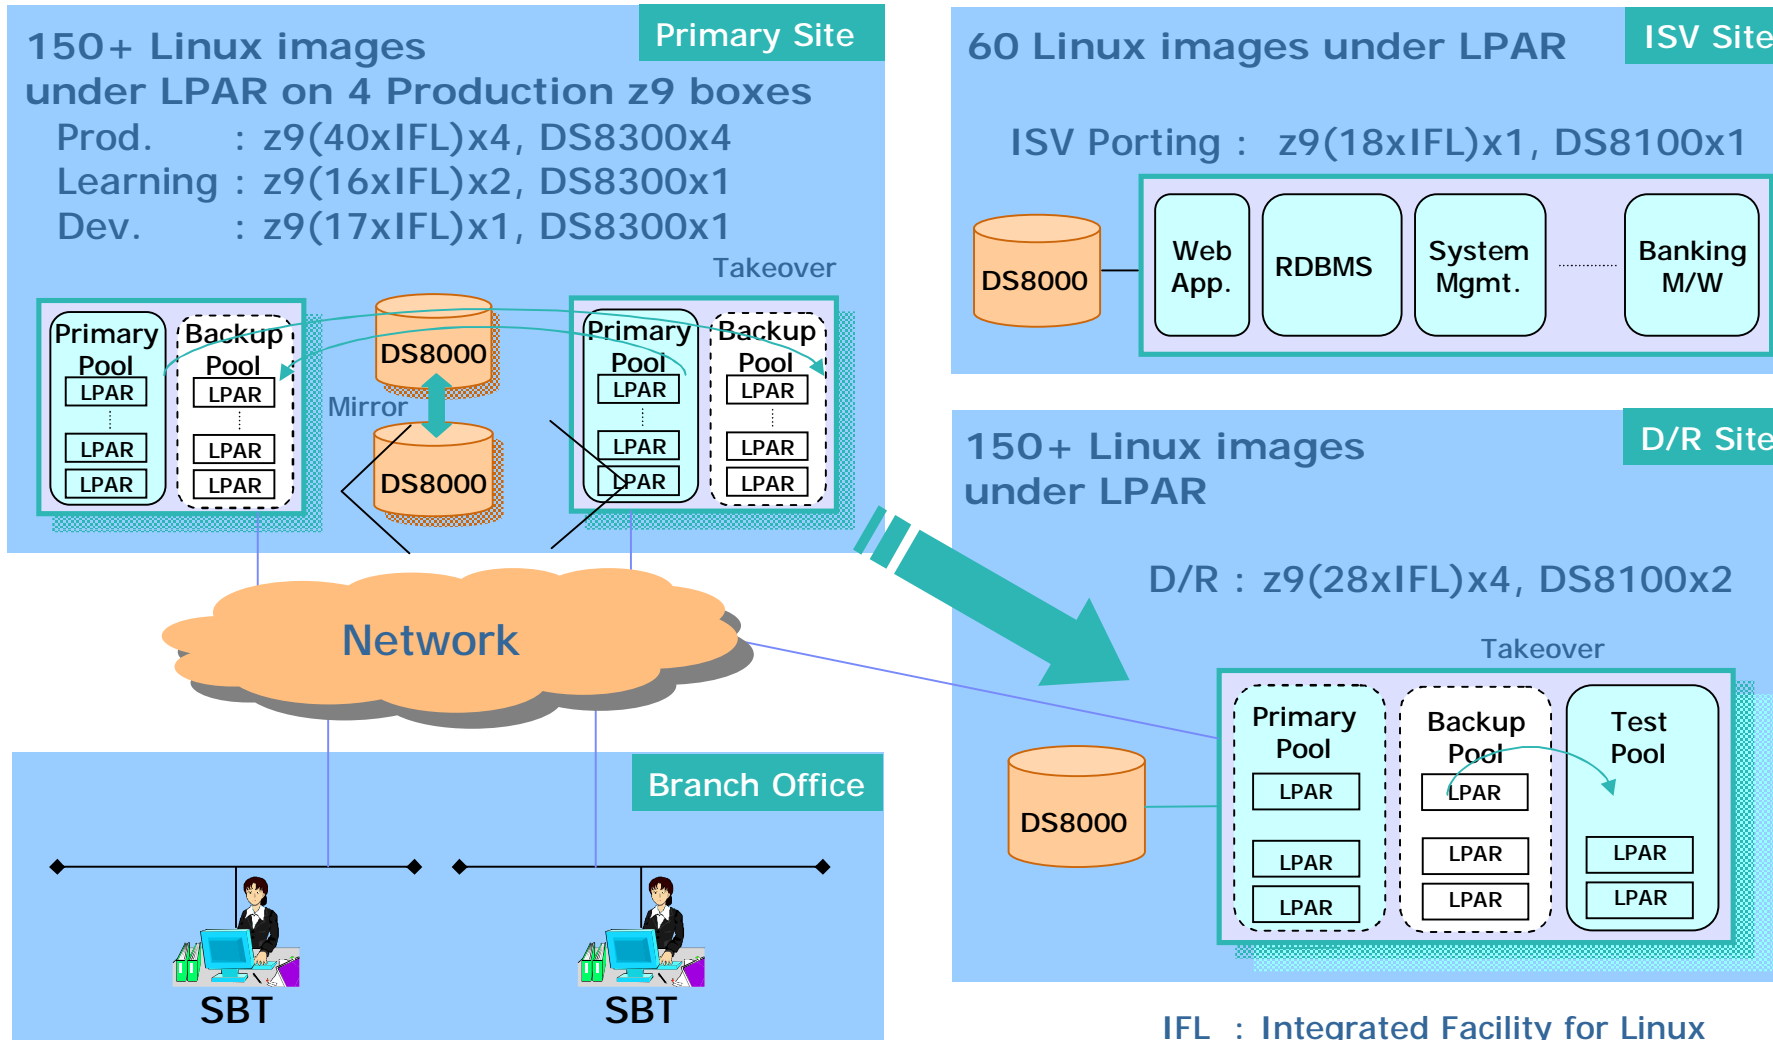 Primary Site
150+ Linux images
under LPAR on 4 Production z9 boxes
Prod. : z9(40xIFL)x4, DS8300x4
Learning : z9(16xIFL)x2, DS8300x1
Dev. : z9(17xIFL)x1, DS8300x1
Takeover
Primary
Pool
LPAR
LPAR
LPAR
Backup
Pool
LPAR
LPAR
LPAR
DS8000
Mirror
DS8000
Primary
Pool
LPAR
LPAR
LPAR
Backup
Pool
LPAR
LPAR
LPAR
ISV Site
60 Linux images under LPAR
ISV Porting : z9(18xIFL)x1, DS8100x1
DS8000
Web
App.
RDBMS
System
Mgmt.
Banking
M/W
D/R Site
150+ Linux images
under LPAR
D/R : z9(28xIFL)x4, DS8100x2
Takeover
DS8000
Primary
Pool
LPAR
LPAR
LPAR
Backup
Pool
LPAR
LPAR
LPAR
Test
Pool
LPAR
LPAR
Network
Branch Office
SBT
SBT
IFL : Integrated Facility for Linux